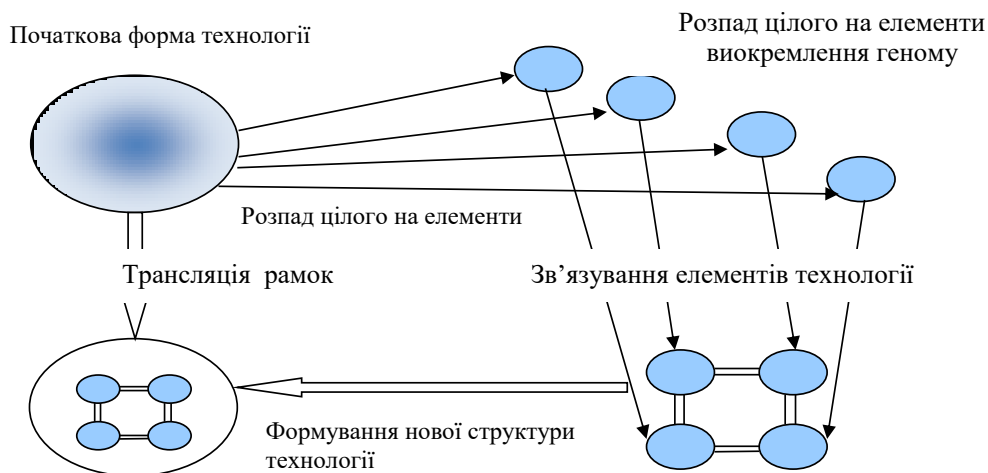 Початкова форма технології
Розпад цілого на елементи
виокремлення геному
Розпад цілого на елементи
Трансляція рамок
Зв’язування елементів технології
Формування нової структури
технології